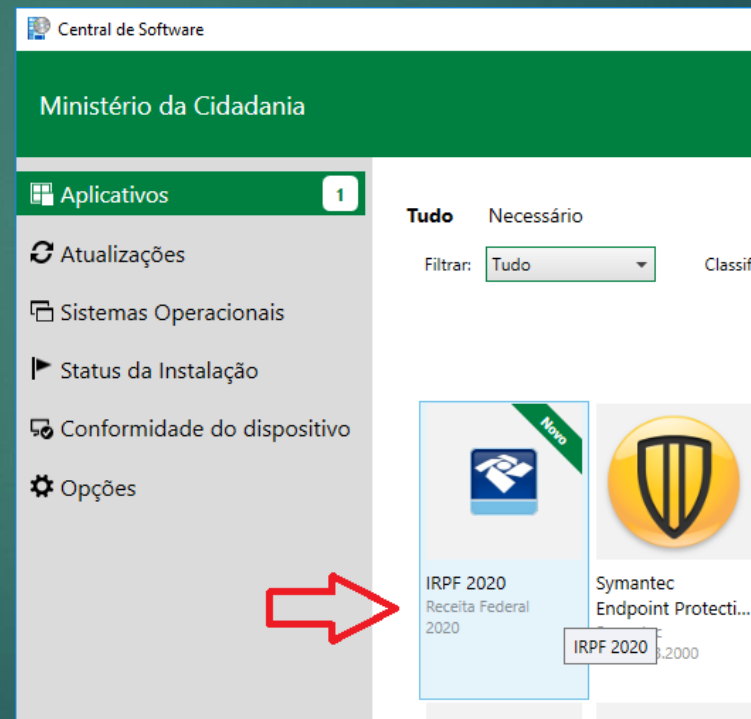 Central de Software
Ministério da Cidadania
Aplicativos
1
Atualizações
Sistemas Operacionais
Status da Instalação
Conformidade do dispositivo
Opções
Tudo Necessário
Filtrar: Tudo
Novo
IRPF 2020
Receita Federal
2020
Symantec
Endpoint Protecti...
IRPF 2020
.2000